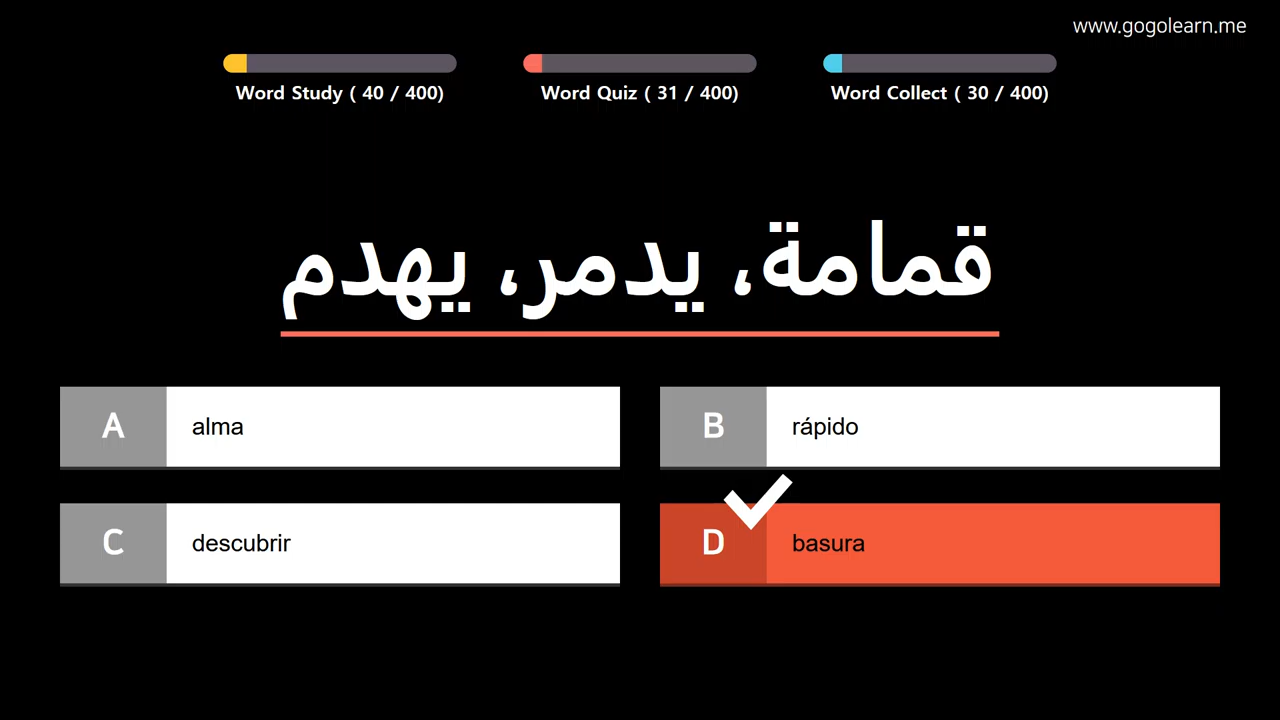 www.gogolearn.me
Word Study ( 40 / 400)
Word Quiz ( 31 / 400)
Word Collect ( 30 / 400)
قمامة، يدمر، يهدم
A alma
B rápido
C descubrir
D basura